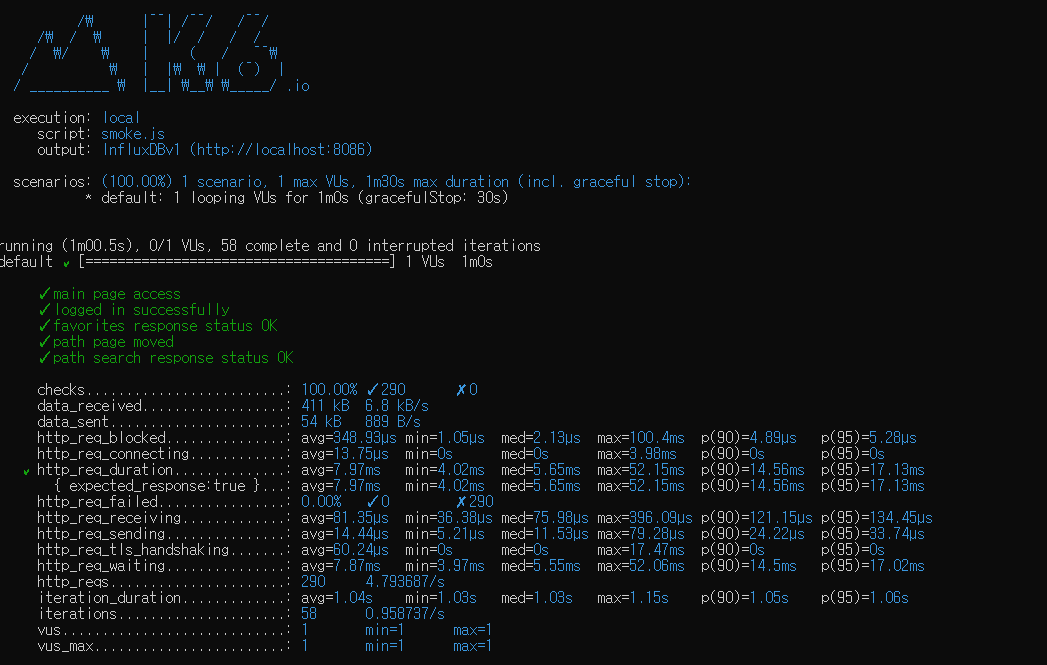 /₩ |‾‾| /‾‾/ /‾‾/
/₩ / ₩ | |/ / / /
/ ₩/ ₩ | ( / ‾‾₩
/ ₩ | |₩ ₩ | (‾) |
/ __________ ₩ |__| ₩__₩ ₩_____/ .io
execution: local
script: smoke.js
output: InfluxDBv1 (http://localhost:8086)
scenarios: (100.00%) 1 scenario, 1 max VUs, 1m30s max duration (incl. graceful stop):
* default: 1 looping VUs for 1m0s (gracefulStop: 30s)
running (1m00.5s), 0/1 VUs, 58 complete and 0 interrupted iterations
default ✓ [======================================] 1 VUs 1m0s
✓ main page access
✓ logged in successfully
✓ favorites response status OK
✓ path page moved
✓ path search response status OK
checks.........................: 100.00% ✓ 290 ✗ 0
data_received..................: 411 kB 6.8 kB/s
data_sent......................: 54 kB 889 B/s
http_req_blocked...............: avg=348.93µs min=1.05µs med=2.13µs max=100.4ms p(90)=4.89µs p(95)=5.28µs
http_req_connecting............: avg=13.75µs min=0s med=0s max=3.98ms p(90)=0s p(95)=0s
✓ http_req_duration..............: avg=7.97ms min=4.02ms med=5.65ms max=52.15ms p(90)=14.56ms p(95)=17.13ms
{ expected_response:true }...: avg=7.97ms min=4.02ms med=5.65ms max=52.15ms p(90)=14.56ms p(95)=17.13ms
http_req_failed................: 0.00% ✓ 0 ✗ 290
http_req_receiving.............: avg=81.35µs min=36.38µs med=75.98µs max=396.09µs p(90)=121.15µs p(95)=134.45µs
http_req_sending...............: avg=14.44µs min=5.21µs med=11.53µs max=79.28µs p(90)=24.22µs p(95)=33.74µs
http_req_tls_handshaking.......: avg=60.24µs min=0s med=0s max=17.47ms p(90)=0s p(95)=0s
http_req_waiting...............: avg=7.87ms min=3.97ms med=5.55ms max=52.06ms p(90)=14.5ms p(95)=17.02ms
http_reqs......................: 290 4.793687/s
iteration_duration.............: avg=1.04s min=1.03s med=1.03s max=1.15s p(90)=1.05s p(95)=1.06s
iterations.....................: 58 0.958737/s
vus............................: 1 min=1 max=1
vus_max........................: 1 min=1 max=1